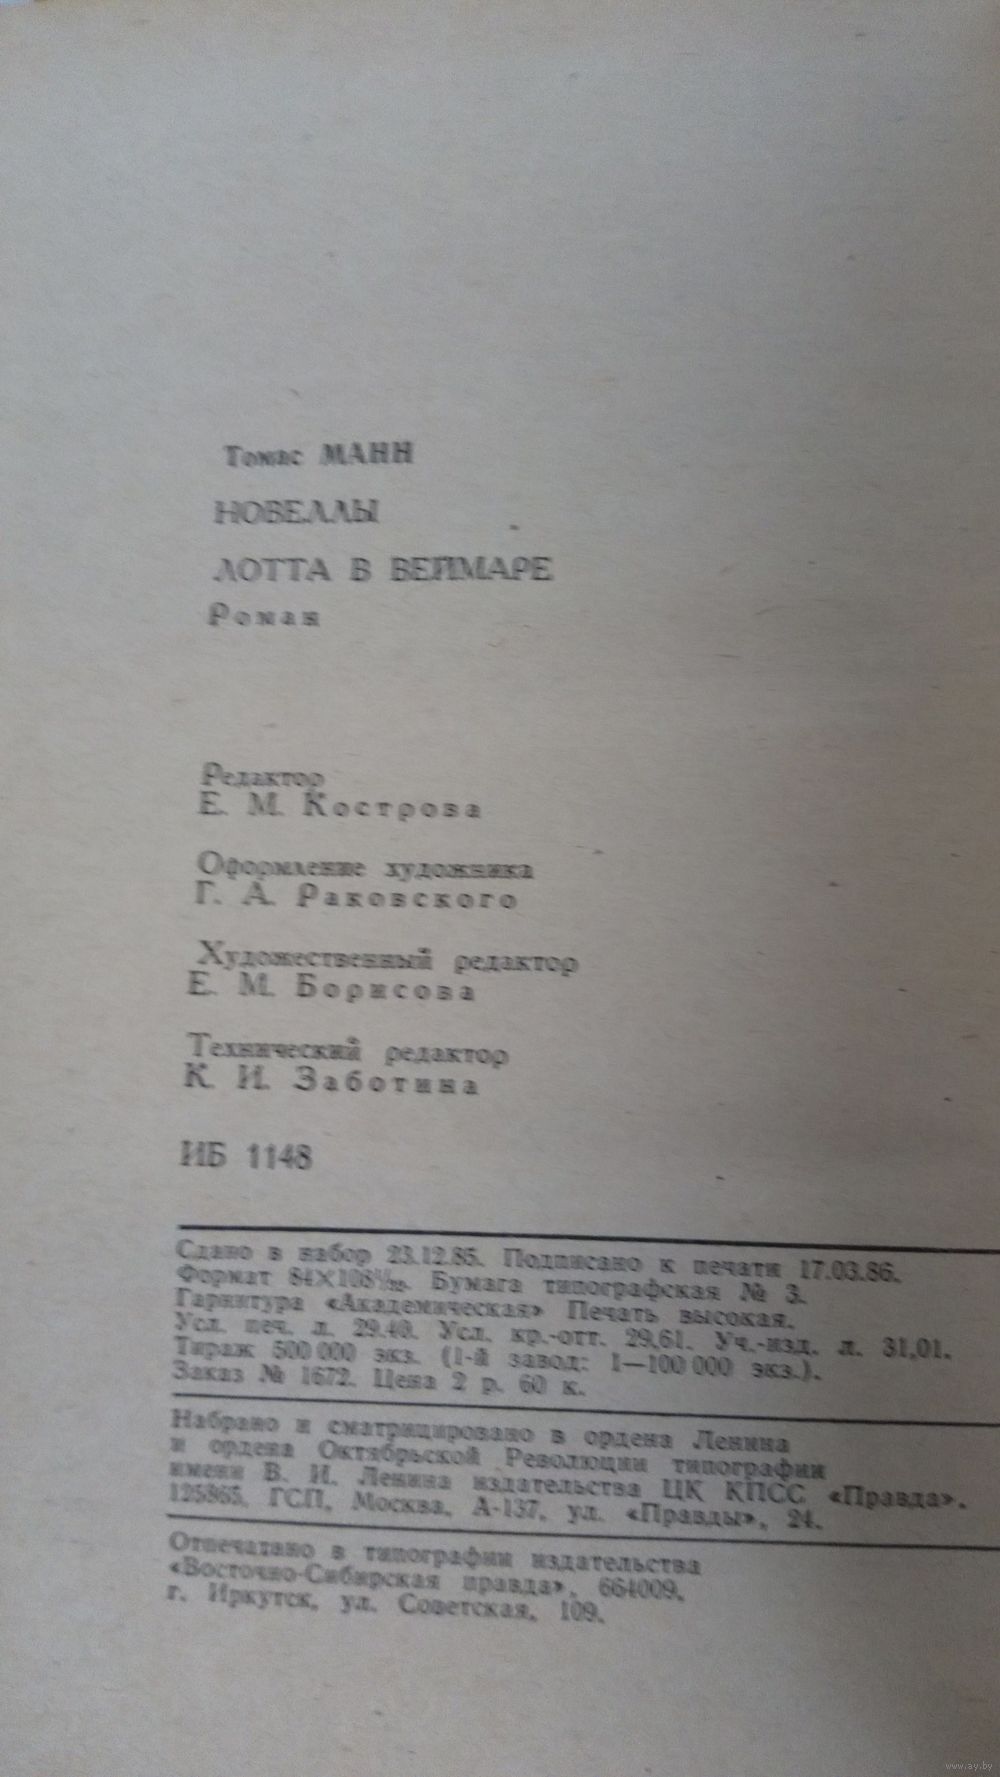 Томас МАНН
НОВЕЛЛЫ
ЛОТТА В ВЕЙМАРЕ
Роман
Редактор
Е. М. Кострова
Оформление художника
Г. А. Раковского
Художественный редактор
Е. М. Борисова
Технический редактор
К. И. Заботина
ИБ 1148
Сдано в набор 23.12.85. Подписано к печати 17.03.86.
Формат 84×108¹/₃₂. Бумага типографская № 3.
Гарнитура «Академическая» Печать высокая.
Усл. печ. л. 29.40. Усл. кр.-отт. 29,61. Уч.-изд. л. 31,01.
Тираж 500 000 экз. (1-й завод: 1—100 000 экз.).
Заказ № 1672. Цена 2 р. 60 к.
Набрано и сматрицировано в ордена Ленина
и ордена Октябрьской Революции типографии
имени В. И. Ленина издательства ЦК КПСС «Правда».
125865, ГСП, Москва, А-137, ул. «Правды», 24.
Отпечатано в типографии издательства
«Восточно-Сибирская правда», 664009,
г. Иркутск, ул. Советская, 109.
www.ay.by